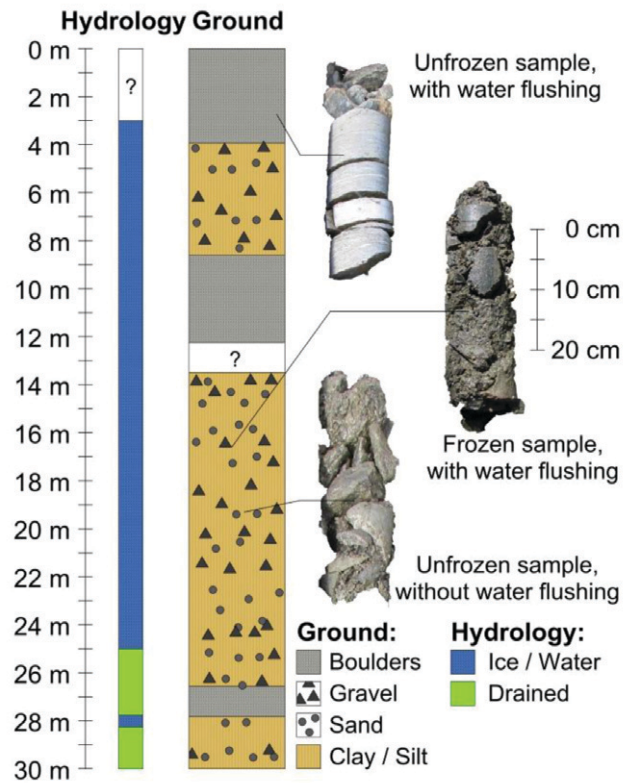 Hydrology Ground
0 m
2 m
4 m
6 m
8 m
10 m
12 m
14 m
16 m
18 m
20 m
22 m
24 m
26 m
28 m
30 m
?
?
Unfrozen sample,
with water flushing
0 cm
10 cm
20 cm
Frozen sample,
with water flushing
Unfrozen sample,
without water flushing
Ground:
Boulders
Gravel
Sand
Clay / Silt
Hydrology:
Ice / Water
Drained